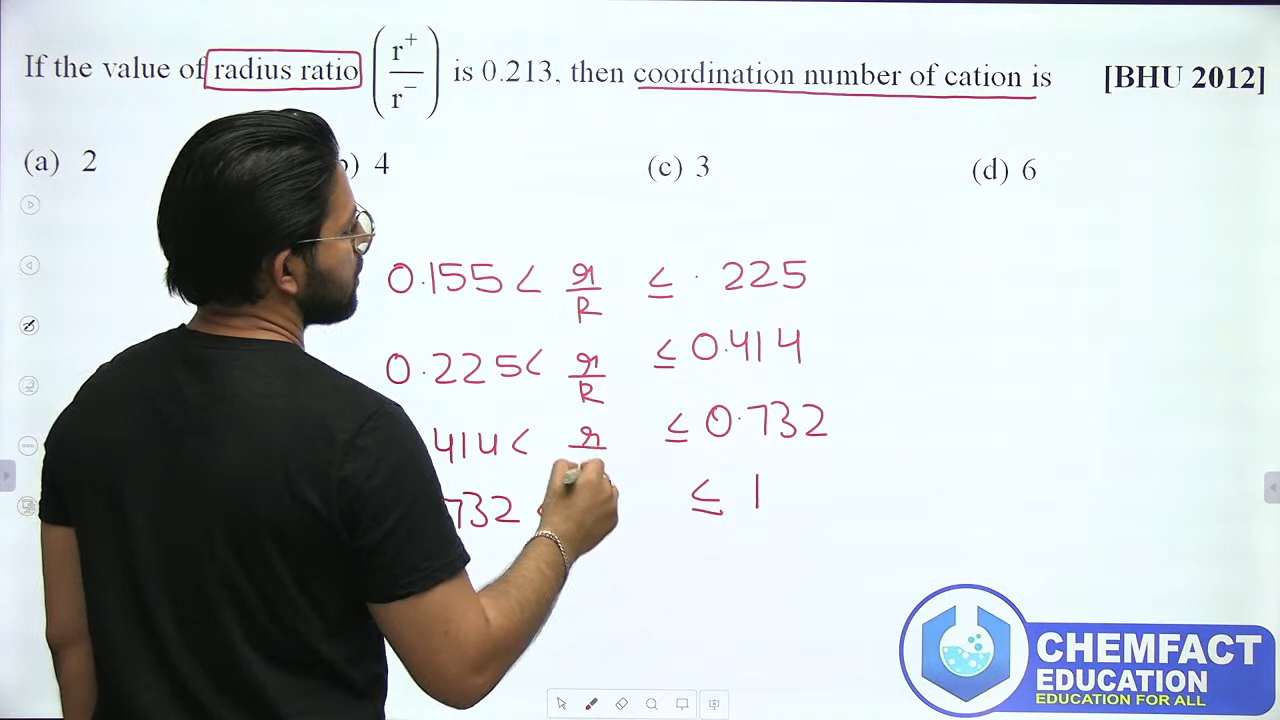 If the value of radius ratio (r⁺/r⁻) is 0.213, then coordination number of cation is [BHU 2012]
(a) 2 ) 4 (c) 3 (d) 6
0.155 < r/R ≤ .225
0.225 < r/R ≤ 0.414
414 < r ≤ 0.732
732 < ≤ 1
CHEMFACT
EDUCATION
EDUCATION FOR ALL